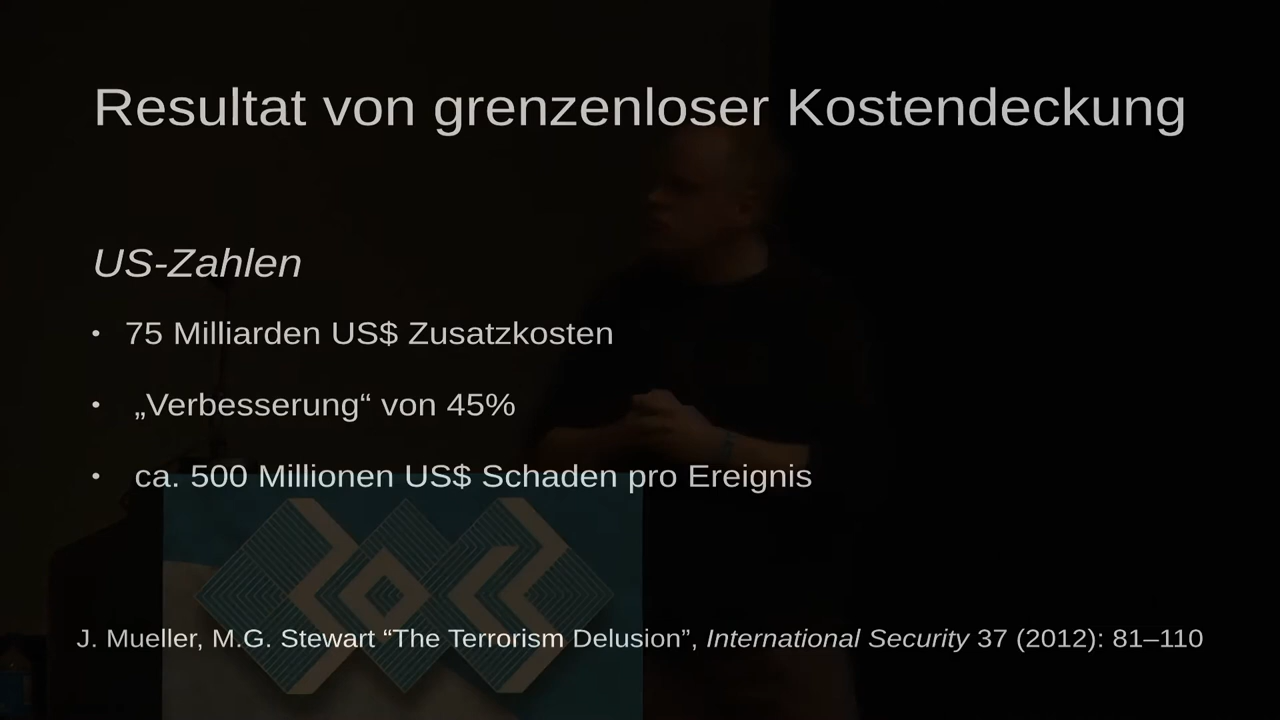 Resultat von grenzenloser Kostendeckung
US-Zahlen
• 75 Milliarden US$ Zusatzkosten
• „Verbesserung“ von 45%
• ca. 500 Millionen US$ Schaden pro Ereignis
J. Mueller, M.G. Stewart “The Terrorism Delusion”, International Security 37 (2012): 81–110